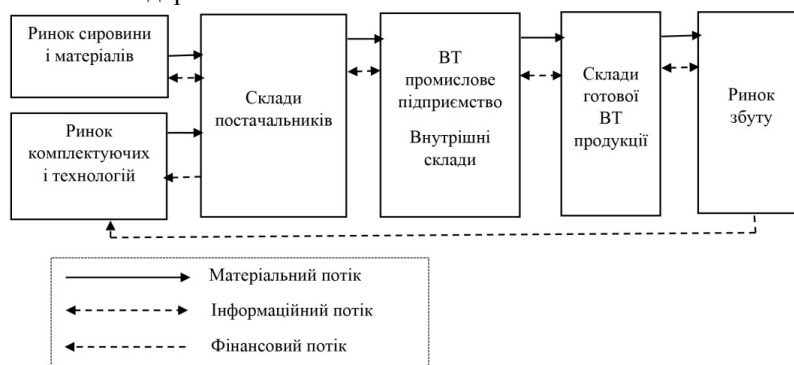 Ринок сировини
і матеріалів
Ринок
комплектуючих
і технологій
Склади
постачальників
ВТ
промислове
підприємство
Внутрішні
склади
Склади
готової
ВТ
продукції
Ринок
збуту
Матеріальний потік
Інформаційний потік
Фінансовий потік